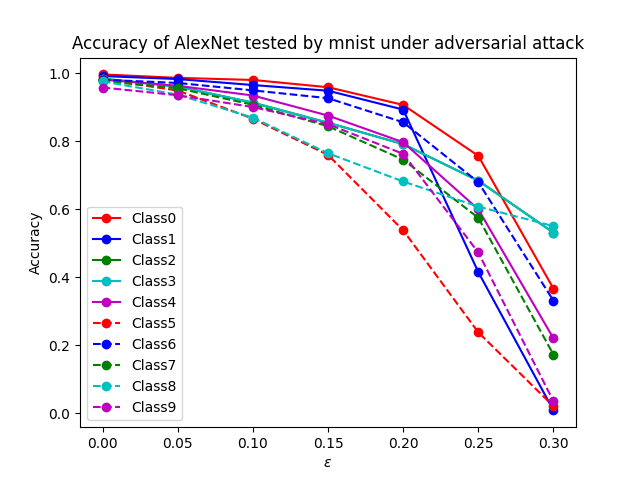 Accuracy of AlexNet tested by mnist under adversarial attack
1.0
0.8
0.6
0.4
0.2
0.0
Accuracy
Class0
Class1
Class2
Class3
Class4
Class5
Class6
Class7
Class8
Class9
0.00 0.05 0.10 0.15 0.20 0.25 0.30
ε